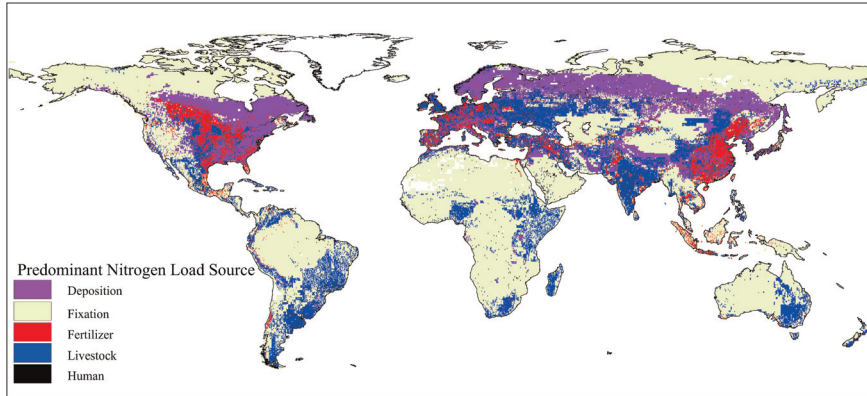 Predominant Nitrogen Load Source
Deposition
Fixation
Fertilizer
Livestock
Human